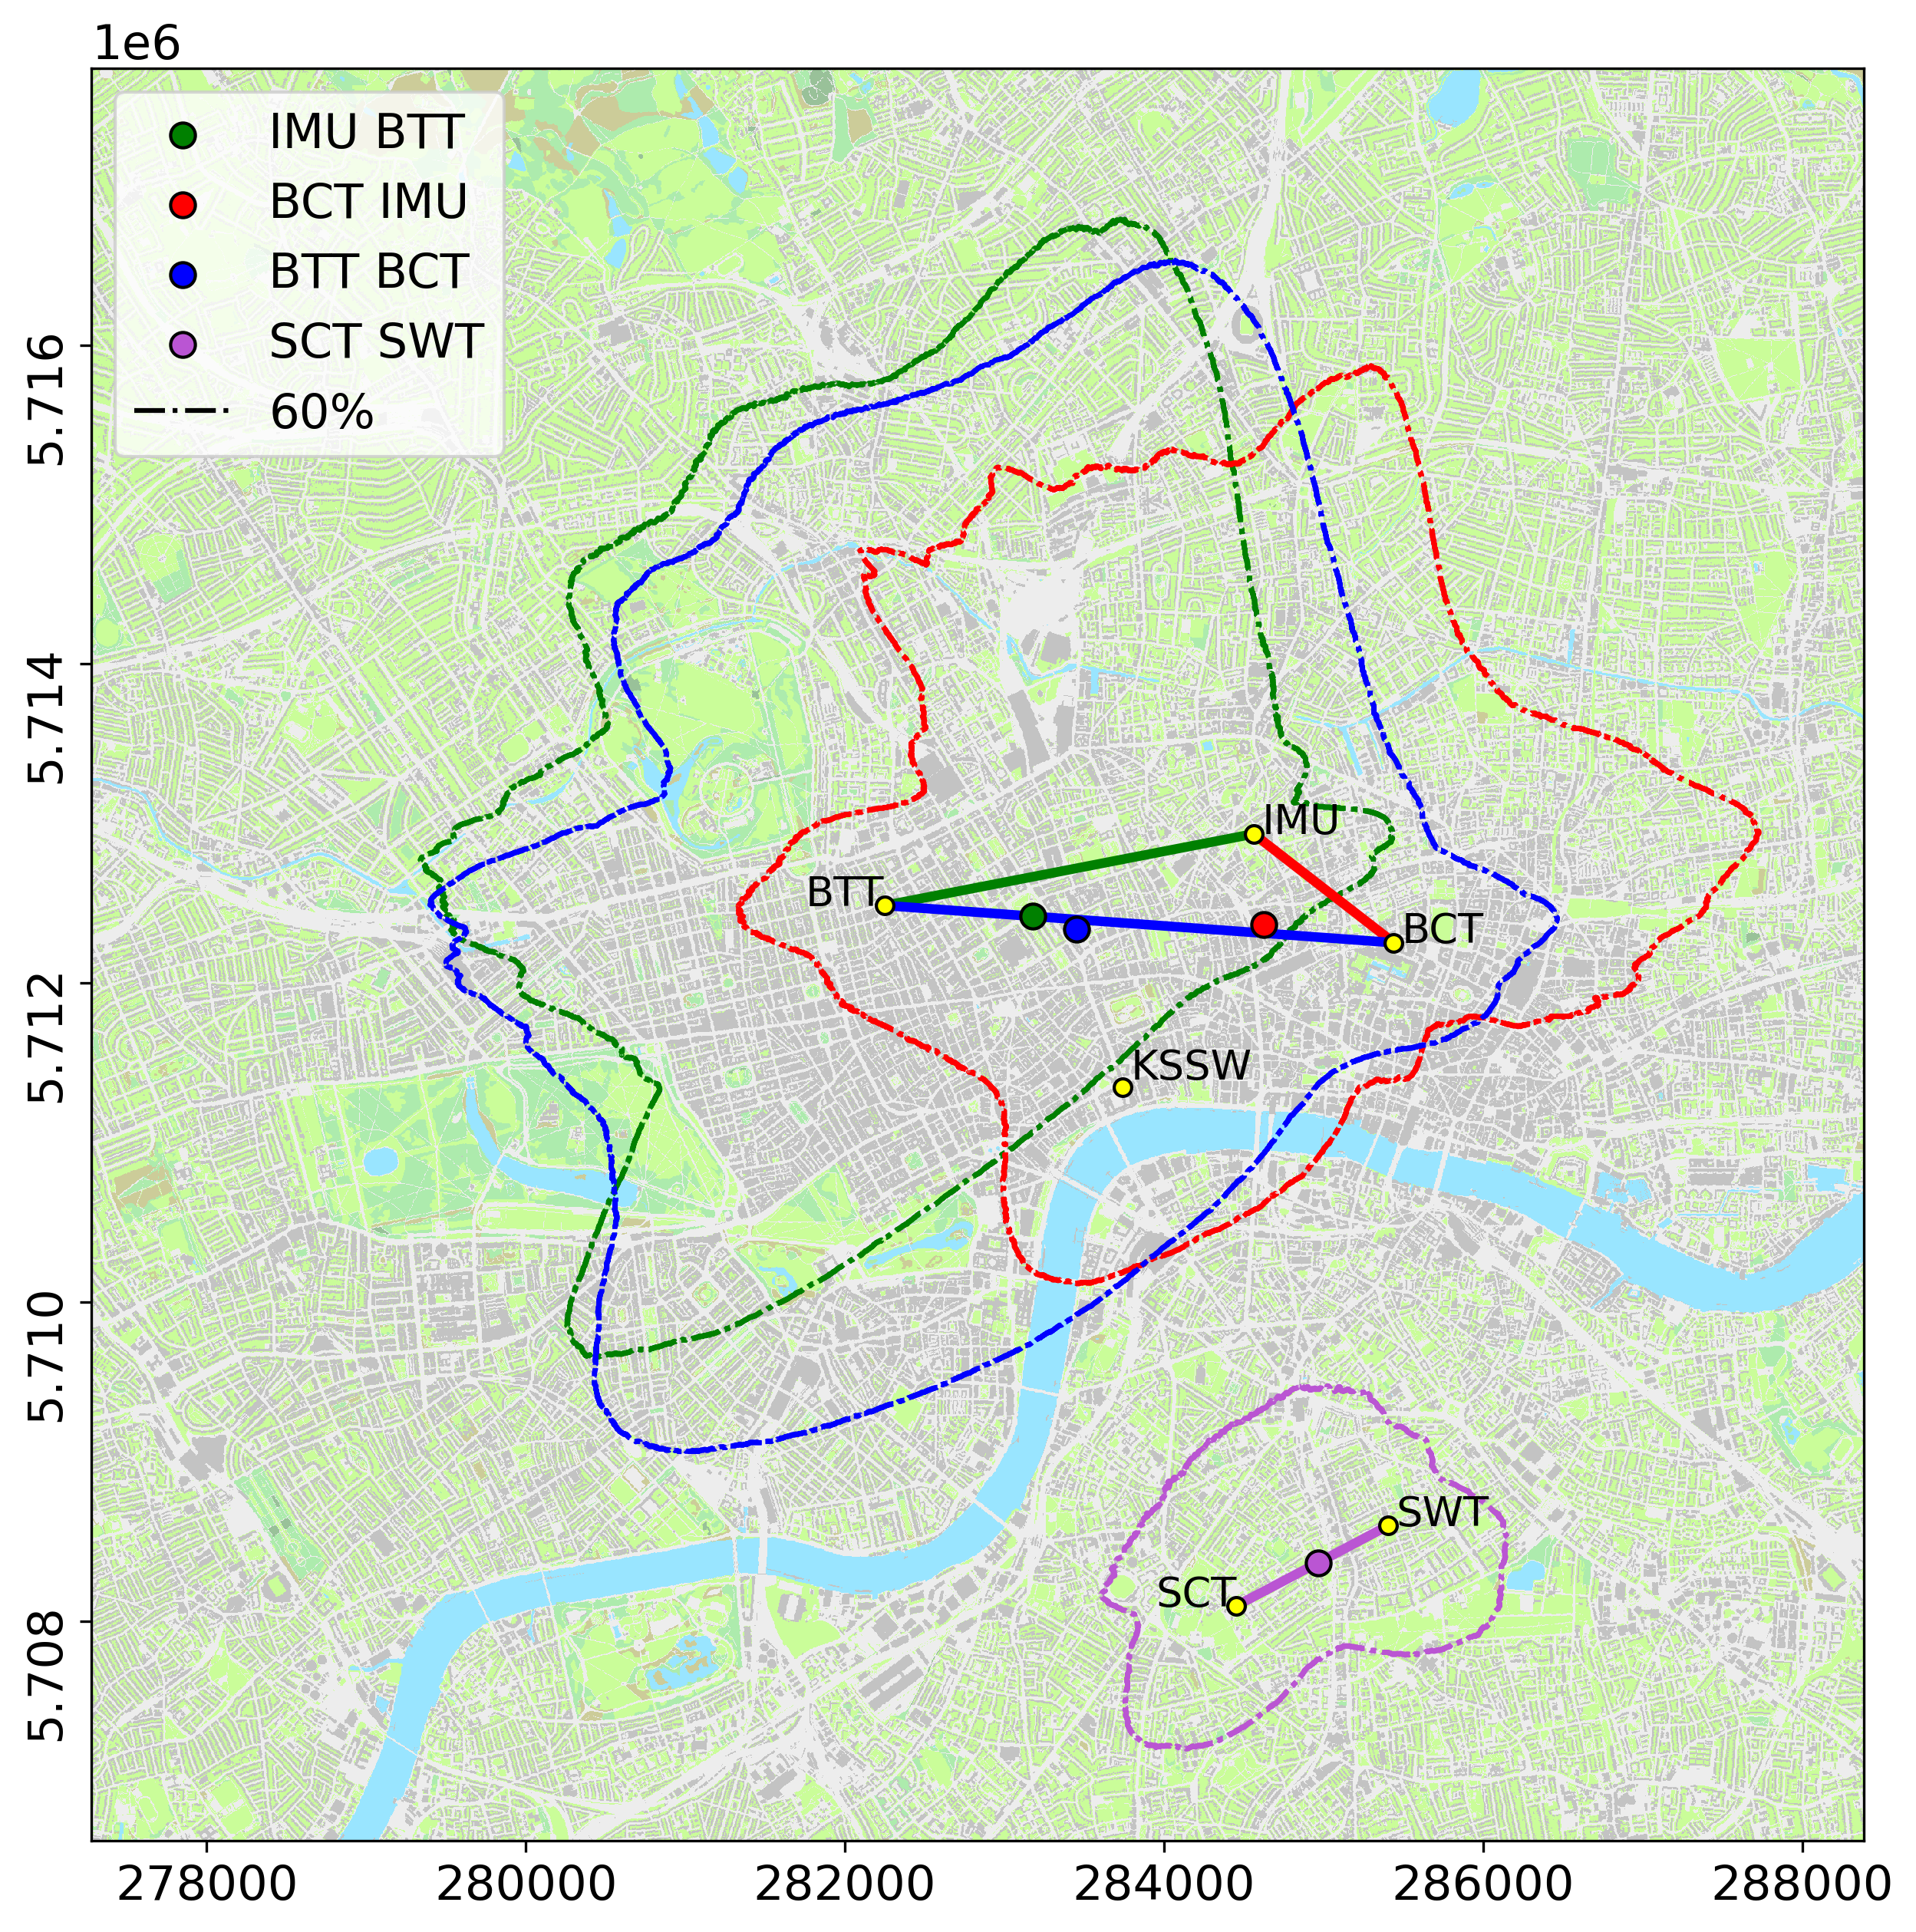 1e6
IMU BTT
BCT IMU
BTT BCT
SCT SWT
60%
5.716
5.714
5.712
5.710
5.708
IMU
BTT
BCT
KSSW
SWT
SCT
278000 280000 282000 284000 286000 288000